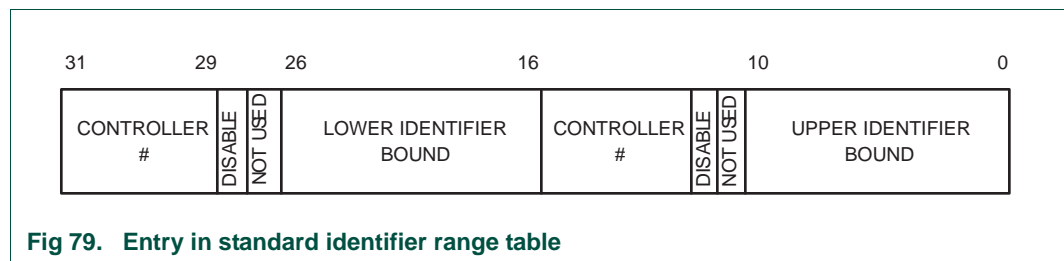 31 29 26 16 10 0
CONTROLLER
#
DISABLE
NOT USED
LOWER IDENTIFIER
BOUND
CONTROLLER
#
DISABLE
NOT USED
UPPER IDENTIFIER
BOUND
Fig 79. Entry in standard identifier range table